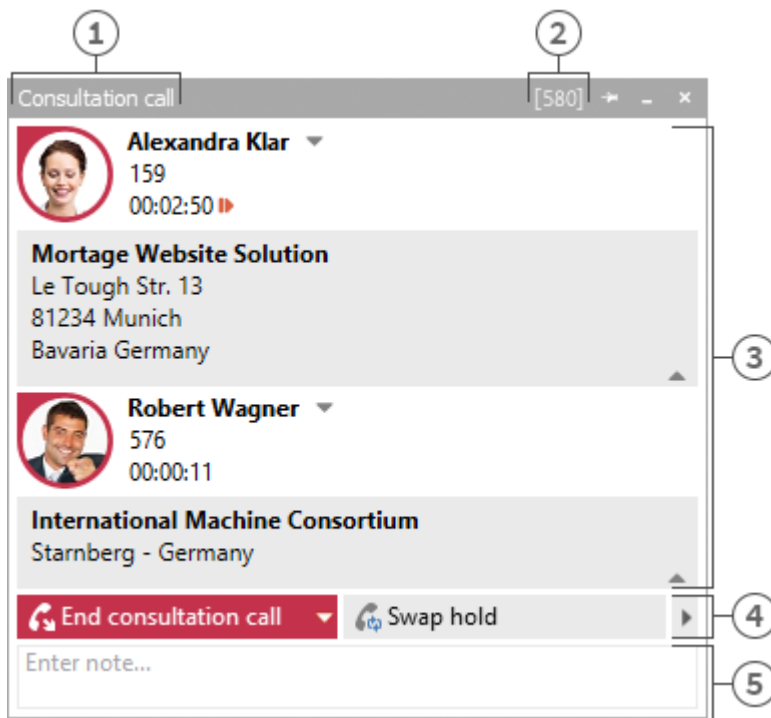 1
2
Consultation call [580]
Alexandra Klar
159
00:02:50
Mortage Website Solution
Le Tough Str. 13
81234 Munich
Bavaria Germany
3
Robert Wagner
576
00:00:11
International Machine Consortium
Starnberg - Germany
End consultation call
Swap hold
4
Enter note...
5